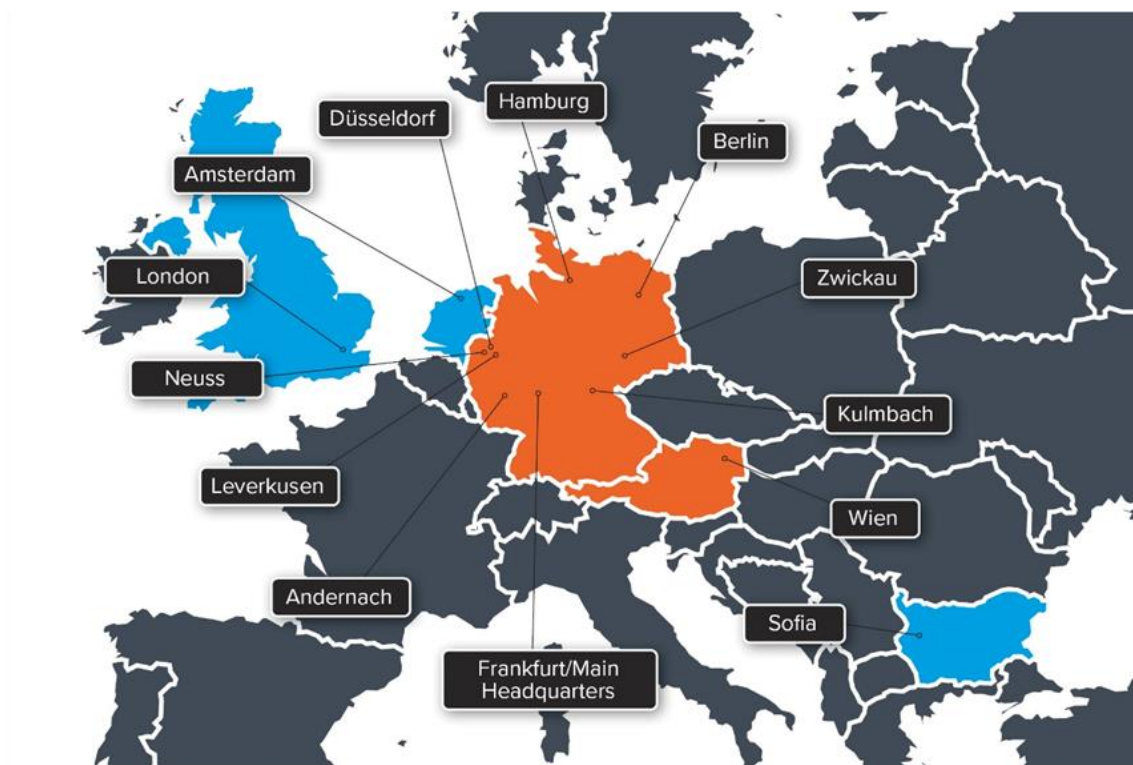 Hamburg
Düsseldorf
Berlin
Amsterdam
London
Zwickau
Neuss
Kulmbach
Leverkusen
Wien
Andernach
Sofia
Frankfurt/Main
Headquarters